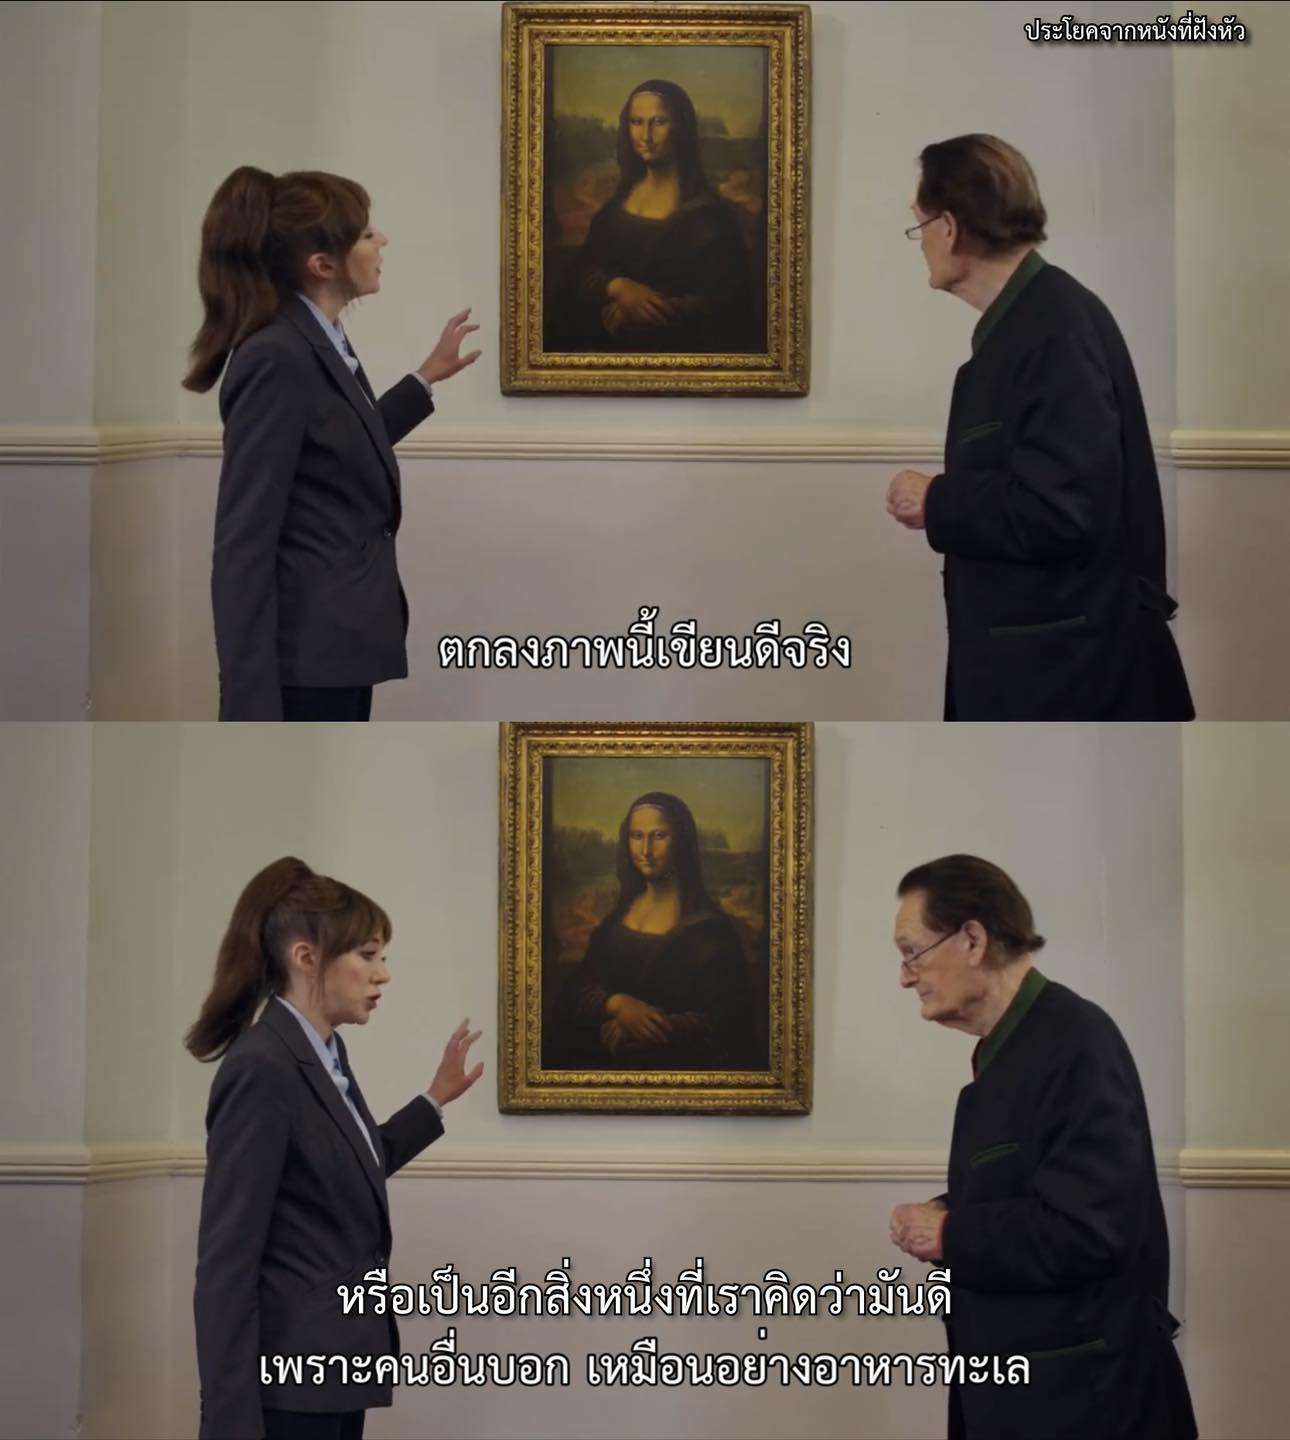 ประโยคจากหนังที่ฝังหัว
ตกลงภาพนี้เขียนดีจริง
หรือเป็นอีกสิ่งหนึ่งที่เราคิดว่ามันดี
เพราะคนอื่นบอก เหมือนอย่างอาหารทะเล